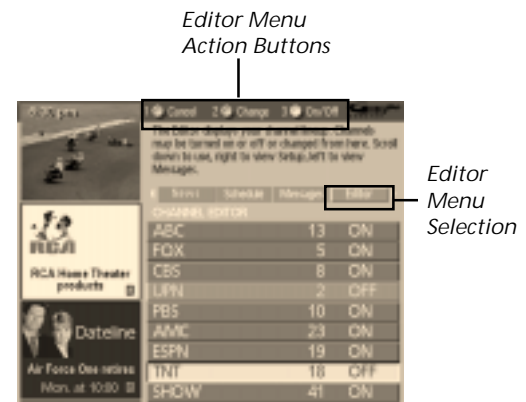 Editor Menu
Action Buttons
1 Cancel 2 Change 3 On/Off
The Editor displays your channel lineup. Channels
may be turned on or off or changed from here. Scroll
down to use, right to view Setup, left to view
Messages.
Schedule Messages Editor
Editor
Menu
Selection
CHANNEL EDITOR
ABC 13 ON
FOX 5 ON
CBS 8 ON
UPN 2 OFF
PBS 10 ON
AMC 23 ON
ESPN 19 ON
TNT 18 OFF
SHOW 41 ON
RCA
RCA Home Theater
products
Dateline
Air Force One retires
Mon. at 10:00